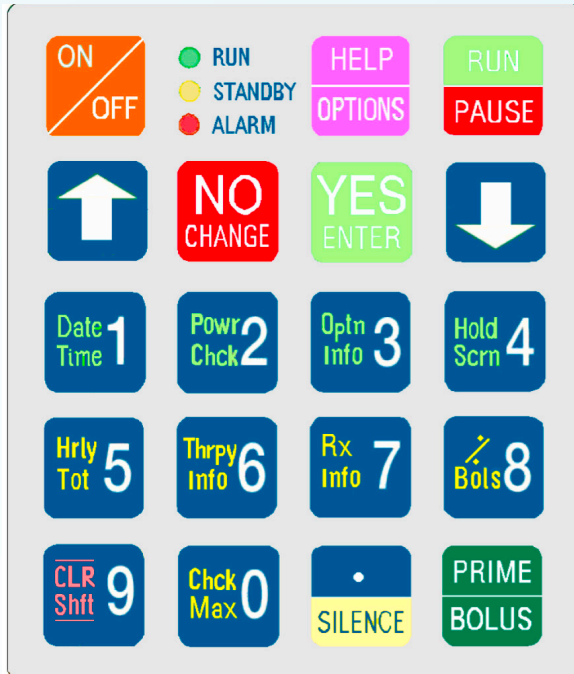 ON
OFF
RUN
STANDBY
ALARM
HELP
OPTIONS
RUN
PAUSE
NO
CHANGE
YES
ENTER
Date
Time
1
Powr
Chck
2
Optn
Info
3
Hold
Scrn
4
Hrly
Tot
5
Thrpy
Info
6
Rx
Info
7
⁒
Bols
8
CLR
Shft
9
Chck
Max
0
.
SILENCE
PRIME
BOLUS